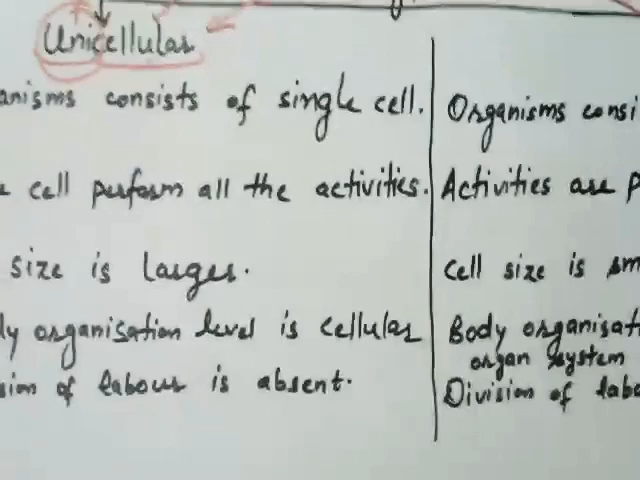 Unicellular
anisms consists of single cell. Organisms consi
e cell perform all the activities. Activities are p
size is larger. Cell size is sm
dy organisation level is cellular Body organisat
organ system
sion of labour is absent. Division of labo